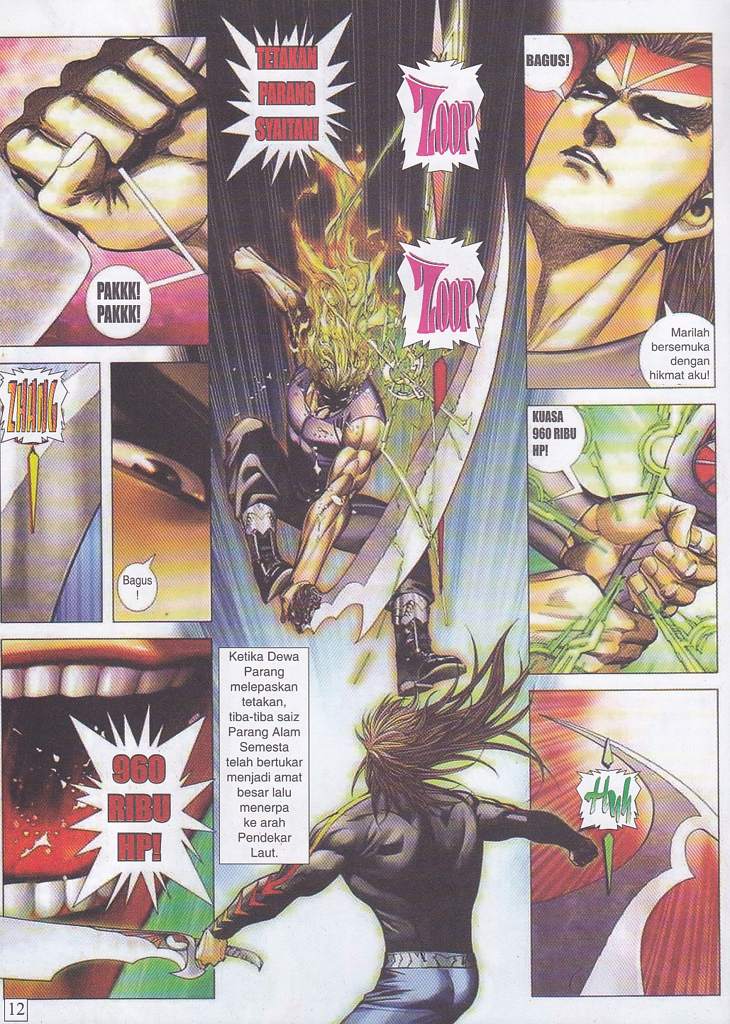 PAKKK!
PAKKK!
TETAKAN
PARANG
SYAITAN!
ZOOP
ZOOP
BAGUS!
Marilah
bersemuka
dengan
hikmat aku!
ZHANG
Bagus
!
KUASA
960 RIBU
HP!
960
RIBU
HP!
Ketika Dewa
Parang
melepaskan
tetakan,
tiba-tiba saiz
Parang Alam
Semesta
telah bertukar
menjadi amat
besar lalu
menerpa
ke arah
Pendekar
Laut.
Huh
12